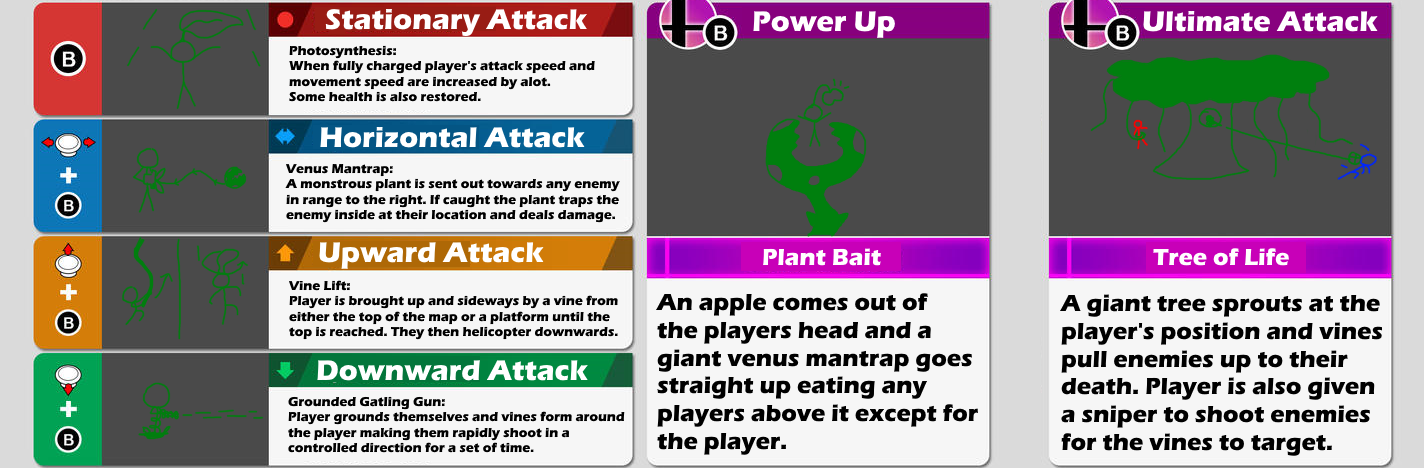 B
Stationary Attack
Photosynthesis:
When fully charged player's attack speed and
movement speed are increased by alot.
Some health is also restored.
+
B
Horizontal Attack
Venus Mantrap:
A monstrous plant is sent out towards any enemy
in range to the right. If caught the plant traps the
enemy inside at their location and deals damage.
+
B
Upward Attack
Vine Lift:
Player is brought up and sideways by a vine from
either the top of the map or a platform until the
top is reached. They then helicopter downwards.
+
B
Downward Attack
Grounded Gatling Gun:
Player grounds themselves and vines form around
the player making them rapidly shoot in a
controlled direction for a set of time.
B
Power Up
Plant Bait
An apple comes out of
the players head and a
giant venus mantrap goes
straight up eating any
players above it except for
the player.
B
Ultimate Attack
Tree of Life
A giant tree sprouts at the
player's position and vines
pull enemies up to their
death. Player is also given
a sniper to shoot enemies
for the vines to target.